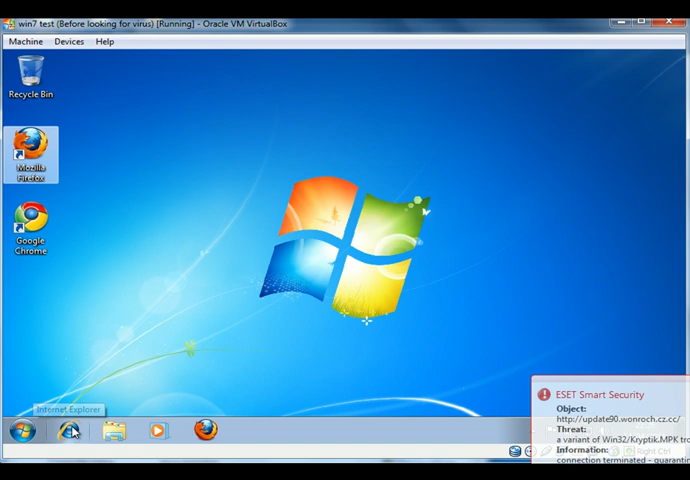 win7 test (Before looking for virus) [Running] - Oracle VM VirtualBox
Machine Devices Help
Recycle Bin
Mozilla
Firefox
Google
Chrome
Internet Explorer
ESET Smart Security
Object:
http://update90.wonroch.cz.cc/
Threat:
a variant of Win32/Kryptik.MPK tro
Information:
connection terminated - quarantin
Right Ctrl